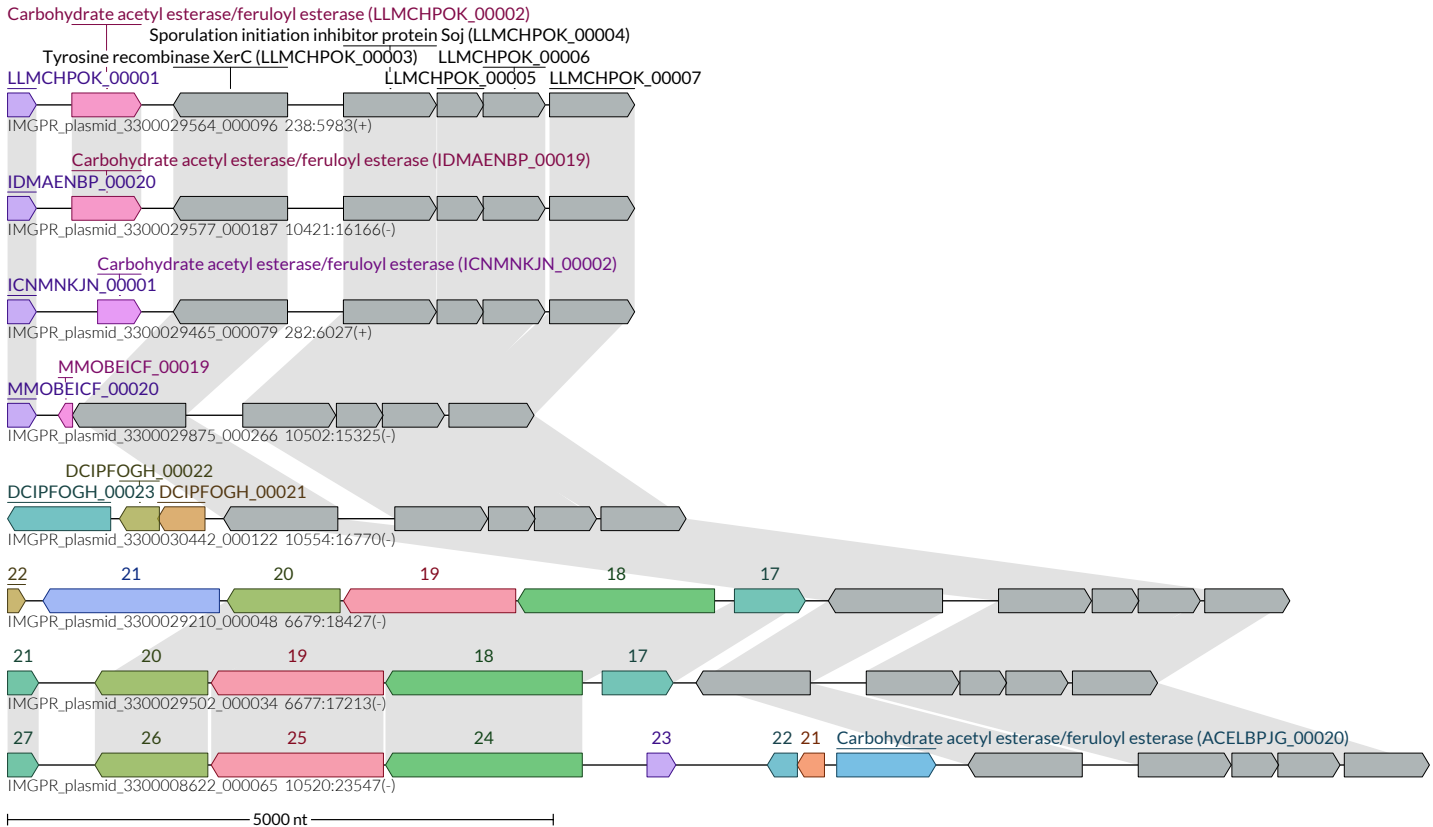 Carbohydrate acetyl esterase/feruloyl esterase (LLMCHPOK_00002)
Sporulation initiation inhibitor protein Soj (LLMCHPOK_00004)
Tyrosine recombinase XerC (LLMCHPOK_00003) LLMCHPOK_00006
LLMCHPOK_00001 LLMCHPOK_00005 LLMCHPOK_00007
IMGPR_plasmid_3300029564_000096 238:5983(+)
Carbohydrate acetyl esterase/feruloyl esterase (IDMAENBP_00019)
IDMAENBP_00020
IMGPR_plasmid_3300029577_000187 10421:16166(-)
Carbohydrate acetyl esterase/feruloyl esterase (ICNMNKJN_00002)
ICNMNKJN_00001
IMGPR_plasmid_3300029465_000079 282:6027(+)
MMOBEICF_00019
MMOBEICF_00020
IMGPR_plasmid_3300029875_000266 10502:15325(-)
DCIPFOGH_00022
DCIPFOGH_00023 DCIPFOGH_00021
IMGPR_plasmid_3300030442_000122 10554:16770(-)
22 21 20 19 18 17
IMGPR_plasmid_3300029210_000048 6679:18427(-)
21 20 19 18 17
IMGPR_plasmid_3300029502_000034 6677:17213(-)
27 26 25 24 23 22 21 Carbohydrate acetyl esterase/feruloyl esterase (ACELBPJG_00020)
IMGPR_plasmid_3300008622_000065 10520:23547(-)
5000 nt